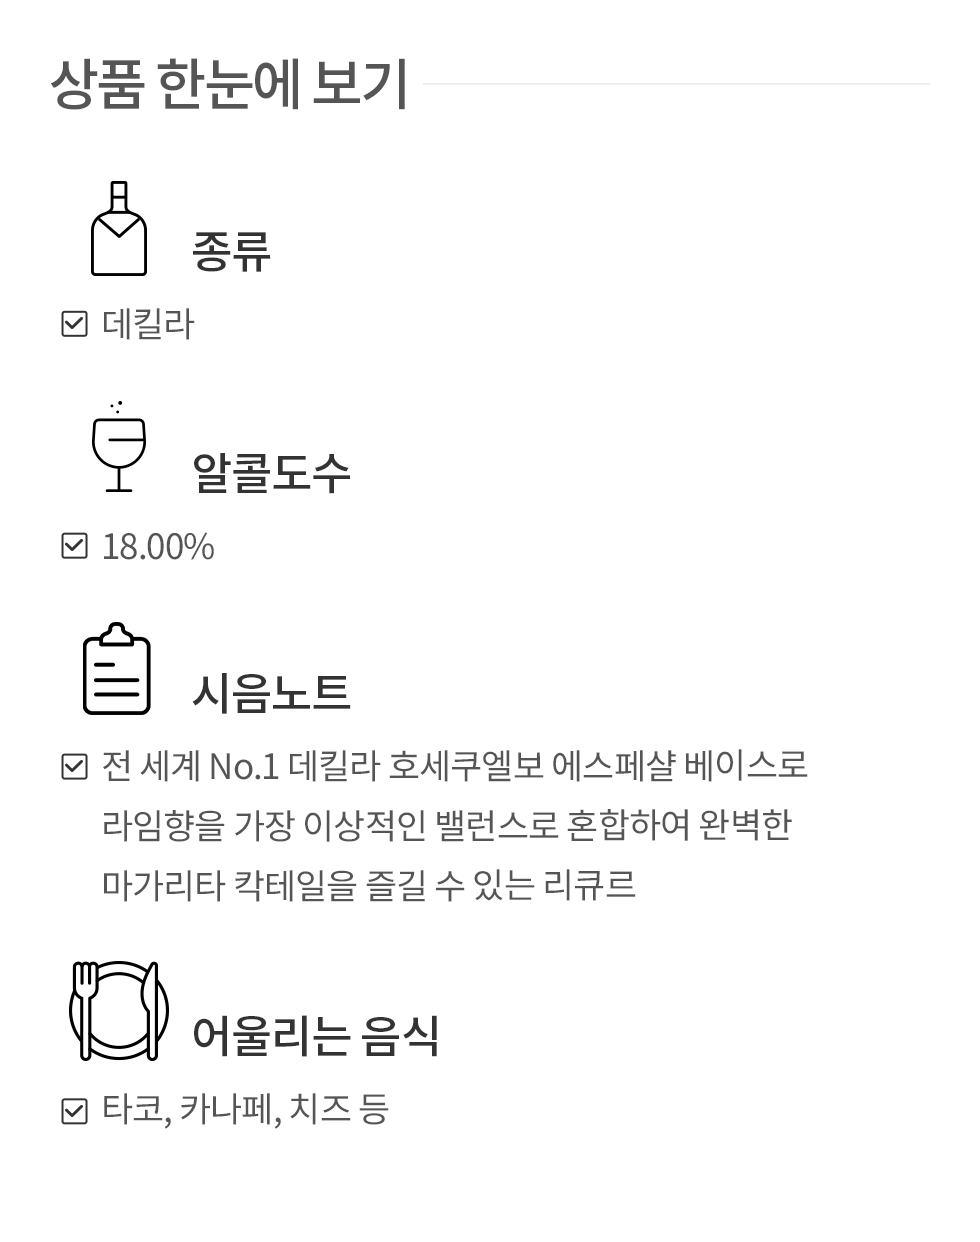 상품 한눈에 보기
종류
데킬라
알콜도수
18.00%
시음노트
전 세계 No.1 데킬라 호세쿠엘보 에스페샬 베이스로
라임향을 가장 이상적인 밸런스로 혼합하여 완벽한
마가리타 칵테일을 즐길 수 있는 리큐르
어울리는 음식
타코, 카나페, 치즈 등